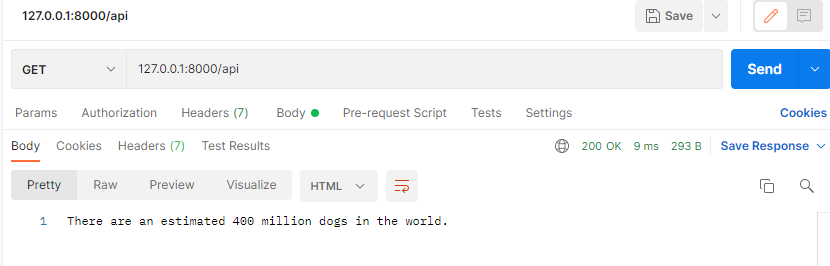 127.0.0.1:8000/api
Save
GET 127.0.0.1:8000/api Send
Params Authorization Headers (7) Body Pre-request Script Tests Settings Cookies
Body Cookies Headers (7) Test Results 200 OK 9 ms 293 B Save Response
Pretty Raw Preview Visualize HTML
1 There are an estimated 400 million dogs in the world.